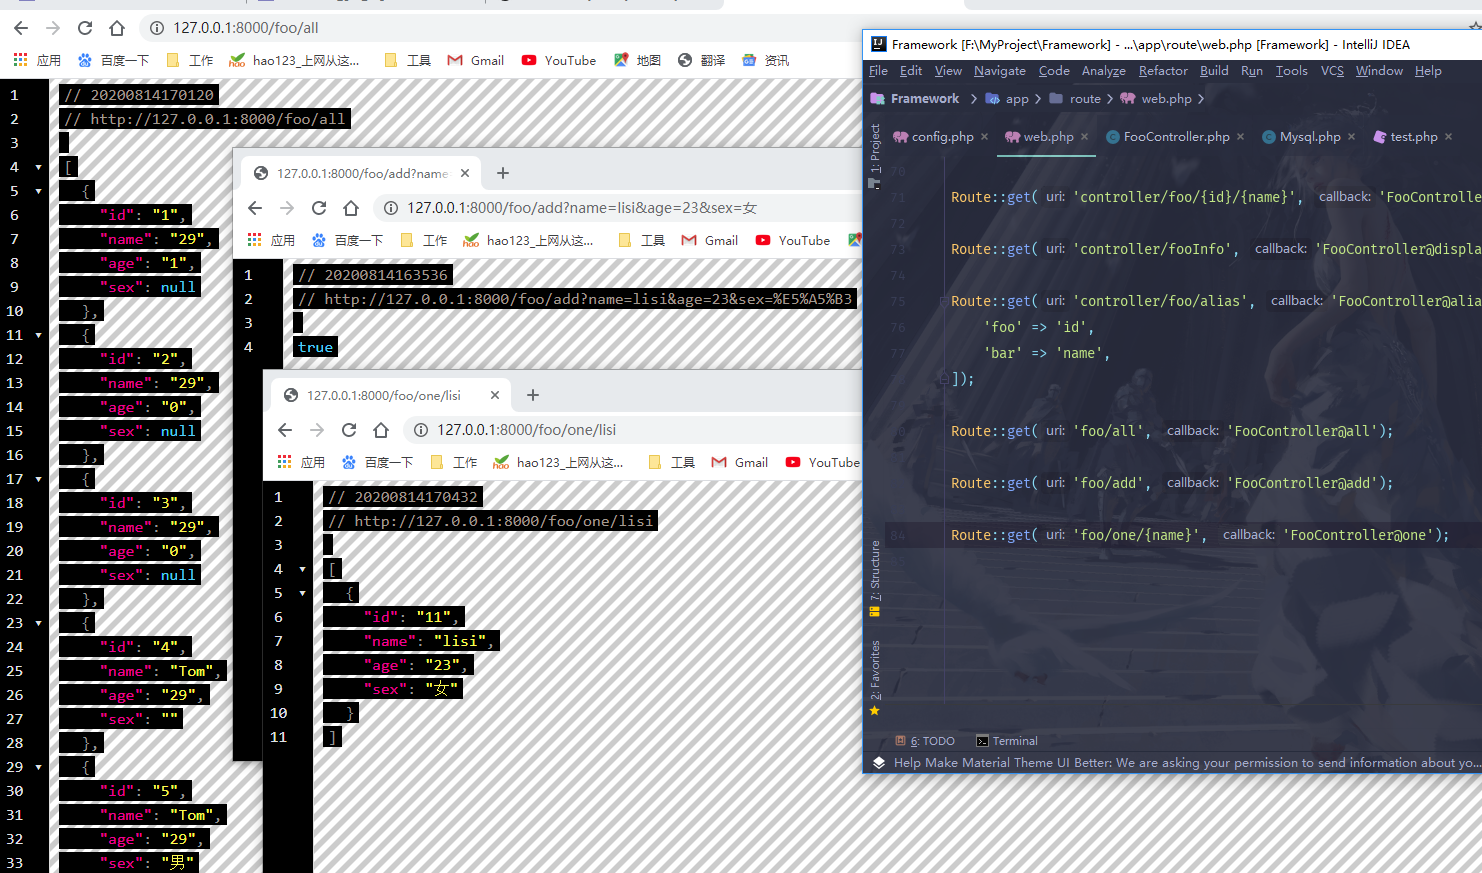 127.0.0.1:8000/foo/all
应用 百度一下 工作 hao123_上网从这... 工具 Gmail YouTube 地图 翻译 资讯
1 // 20200814170120
2 // http://127.0.0.1:8000/foo/all
3
4 [
5 {
6 "id": "1",
7 "name": "29",
8 "age": "1",
9 "sex": null
10 },
11 {
12 "id": "2",
13 "name": "29",
14 "age": "0",
15 "sex": null
16 },
17 {
18 "id": "3",
19 "name": "29",
20 "age": "0",
21 "sex": null
22 },
23 {
24 "id": "4",
25 "name": "Tom",
26 "age": "29",
27 "sex": ""
28 },
29 {
30 "id": "5",
31 "name": "Tom",
32 "age": "29",
33 "sex": "男"
127.0.0.1:8000/foo/add?name
127.0.0.1:8000/foo/add?name=lisi&age=23&sex=女
应用 百度一下 工作 hao123_上网从这... 工具 Gmail YouTube
1 // 20200814163536
2 // http://127.0.0.1:8000/foo/add?name=lisi&age=23&sex=%E5%A5%B3
3
4 true
127.0.0.1:8000/foo/one/lisi
127.0.0.1:8000/foo/one/lisi
应用 百度一下 工作 hao123_上网从这... 工具 Gmail YouTube
1 // 20200814170432
2 // http://127.0.0.1:8000/foo/one/lisi
3
4 [
5 {
6 "id": "11",
7 "name": "lisi",
8 "age": "23",
9 "sex": "女"
10 }
11 ]
Framework [F:\MyProject\Framework] - ...\app\route\web.php [Framework] - IntelliJ IDEA
File Edit View Navigate Code Analyze Refactor Build Run Tools VCS Window Help
Framework app route web.php
config.php web.php FooController.php Mysql.php test.php
1: Project
7: Structure
2: Favorites
70
71 Route::get( uri: 'controller/foo/{id}/{name}', callback: 'FooControlle
72
73 Route::get( uri: 'controller/fooInfo', callback: 'FooController@displa
74
75 Route::get( uri: 'controller/foo/alias', callback: 'FooController@alia
76 'foo' => 'id',
77 'bar' => 'name',
]);
Route::get( uri: 'foo/all', callback: 'FooController@all');
Route::get( uri: 'foo/add', callback: 'FooController@add');
84 Route::get( uri: 'foo/one/{name}', callback: 'FooController@one');
6: TODO Terminal
Help Make Material Theme UI Better: We are asking your permission to send information about yo...